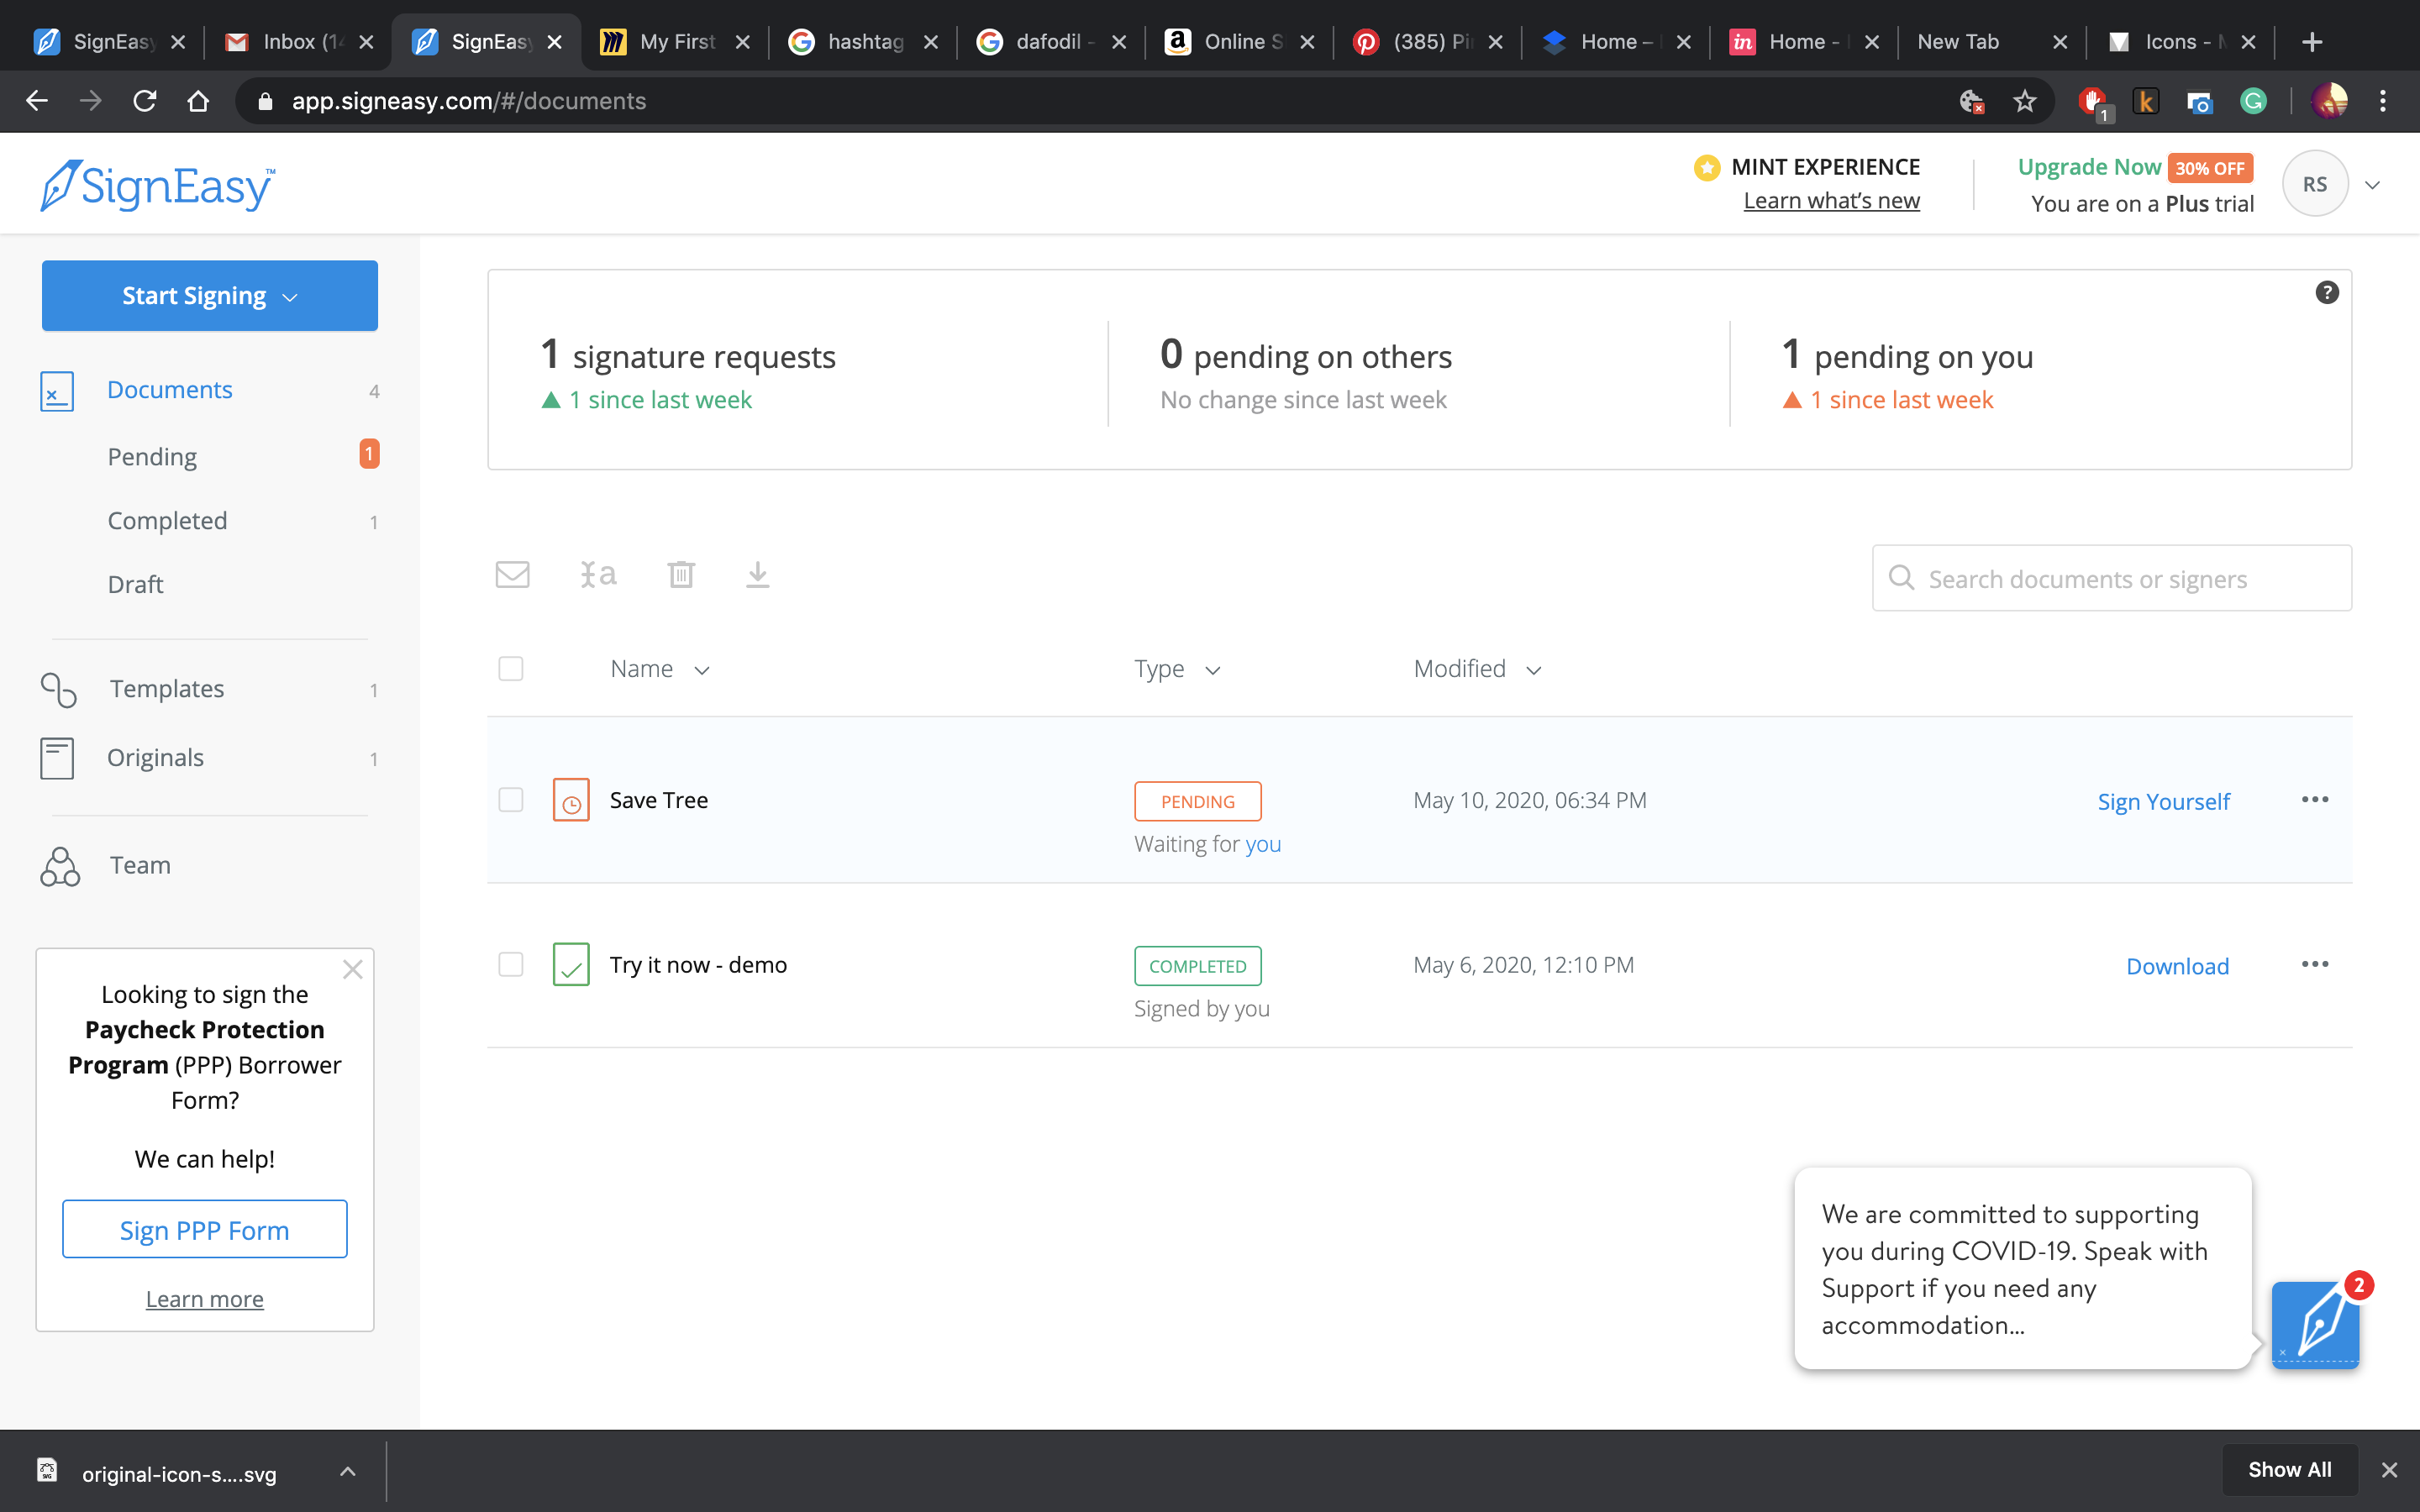 SignEasy
Inbox (14
SignEasy
My First
hashtag
dafodil -
Online S
(385) Pi
Home –
Home -
New Tab
Icons -
app.signeasy.com/#/documents
1
SignEasy™
MINT EXPERIENCE
Learn what's new
Upgrade Now 30% OFF
You are on a Plus trial
RS
Start Signing
Documents 4
Pending 1
Completed 1
Draft
Templates 1
Originals 1
Team
Looking to sign the
Paycheck Protection
Program (PPP) Borrower
Form?
We can help!
Sign PPP Form
Learn more
1 signature requests
1 since last week
0 pending on others
No change since last week
1 pending on you
1 since last week
?
Search documents or signers
Name
Type
Modified
Save Tree
PENDING
Waiting for you
May 10, 2020, 06:34 PM
Sign Yourself
Try it now - demo
COMPLETED
Signed by you
May 6, 2020, 12:10 PM
Download
We are committed to supporting
you during COVID-19. Speak with
Support if you need any
accommodation...
2
original-icon-s....svg
Show All